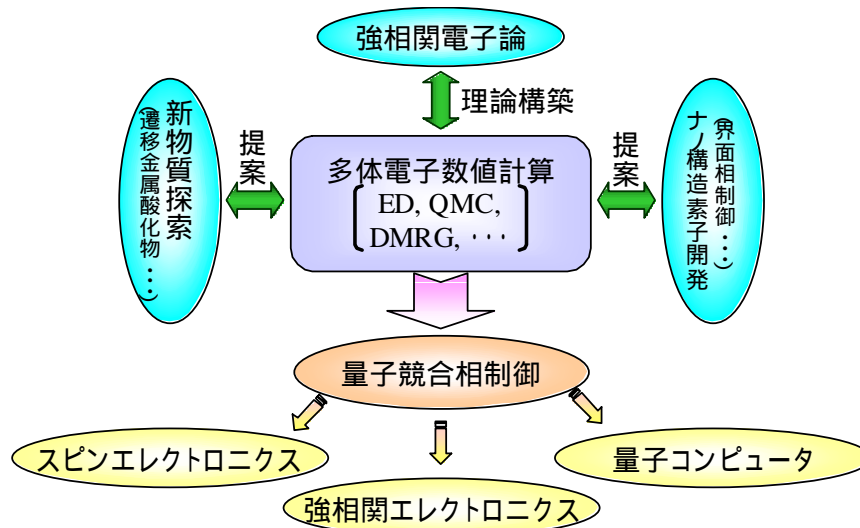 強相関電子論
理論構築
新物質探索
(遷移金属酸化物・・・)
提案
多体電子数値計算
ED, QMC,
DMRG, ・・・
提案
(界面相制御・・・)
ナノ構造素子開発
量子競合相制御
スピンエレクトロニクス
量子コンピュータ
強相関エレクトロニクス